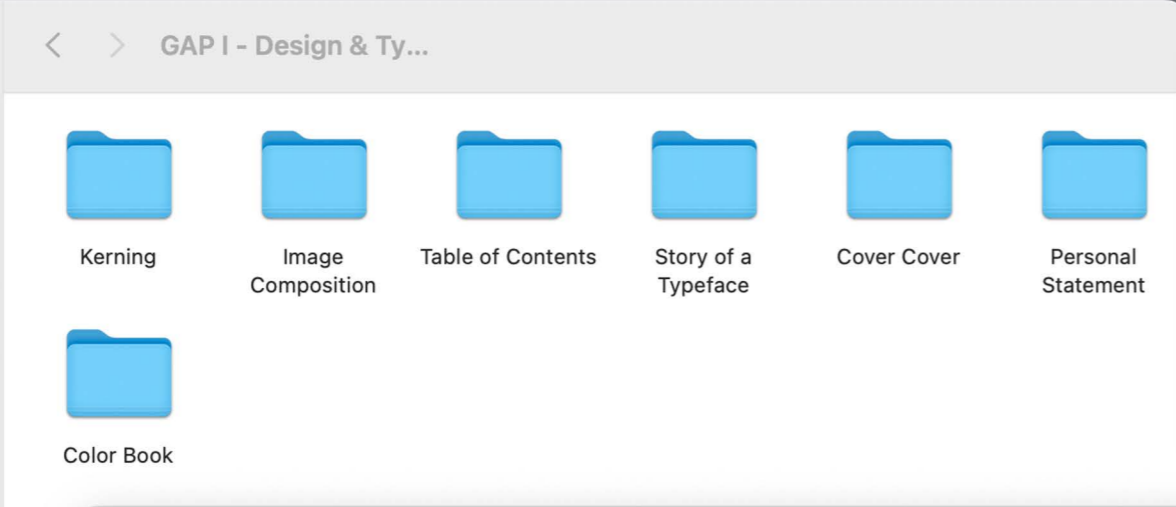 GAP I - Design & Ty...
Kerning
Image
Composition
Table of Contents
Story of a
Typeface
Cover Cover
Personal
Statement
Color Book